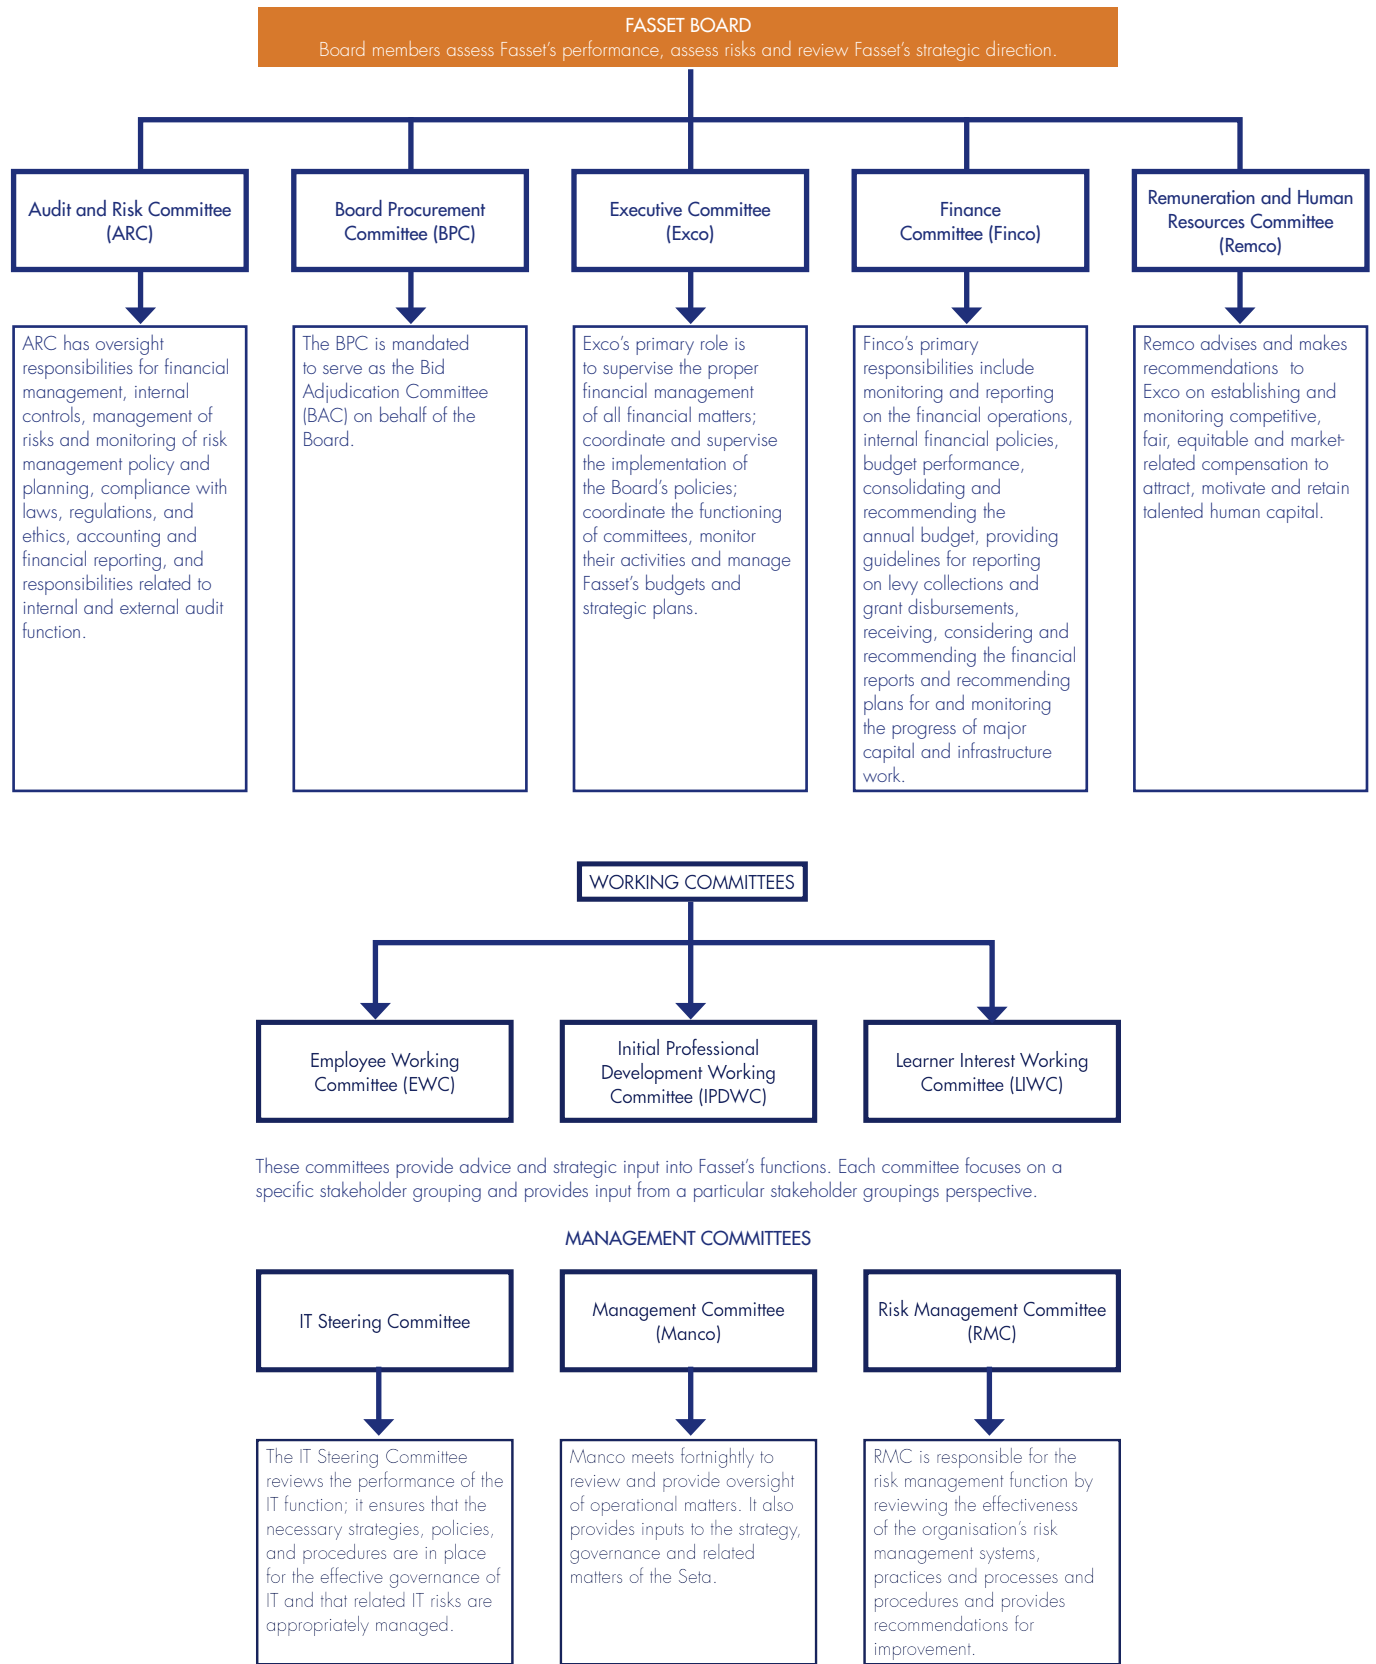 FASSET BOARD
Board members assess Fasset's performance, assess risks and review Fasset's strategic direction.
Audit and Risk Committee
(ARC)
Board Procurement
Committee (BPC)
Executive Committee
(Exco)
Finance
Committee (Finco)
Remuneration and Human
Resources Committee
(Remco)
ARC has oversight
responsibilities for financial
management, internal
controls, management of
risks and monitoring of risk
management policy and
planning, compliance with
laws, regulations, and
ethics, accounting and
financial reporting, and
responsibilities related to
internal and external audit
function.
The BPC is mandated
to serve as the Bid
Adjudication Committee
(BAC) on behalf of the
Board.
Exco's primary role is
to supervise the proper
financial management
of all financial matters;
coordinate and supervise
the implementation of
the Board's policies;
coordinate the functioning
of committees, monitor
their activities and manage
Fasset's budgets and
strategic plans.
Finco's primary
responsibilities include
monitoring and reporting
on the financial operations,
internal financial policies,
budget performance,
consolidating and
recommending the
annual budget, providing
guidelines for reporting
on levy collections and
grant disbursements,
receiving, considering and
recommending the financial
reports and recommending
plans for and monitoring
the progress of major
capital and infrastructure
work.
Remco advises and makes
recommendations to
Exco on establishing and
monitoring competitive,
fair, equitable and market-
related compensation to
attract, motivate and retain
talented human capital.
WORKING COMMITTEES
Employee Working
Committee (EWC)
Initial Professional
Development Working
Committee (IPDWC)
Learner Interest Working
Committee (LIWC)
These committees provide advice and strategic input into Fasset's functions. Each committee focuses on a
specific stakeholder grouping and provides input from a particular stakeholder groupings perspective.
MANAGEMENT COMMITTEES
IT Steering Committee
Management Committee
(Manco)
Risk Management Committee
(RMC)
The IT Steering Committee
reviews the performance of the
IT function; it ensures that the
necessary strategies, policies,
and procedures are in place
for the effective governance of
IT and that related IT risks are
appropriately managed.
Manco meets fortnightly to
review and provide oversight
of operational matters. It also
provides inputs to the strategy,
governance and related
matters of the Seta.
RMC is responsible for the
risk management function by
reviewing the effectiveness
of the organisation's risk
management systems,
practices and processes and
procedures and provides
recommendations for
improvement.